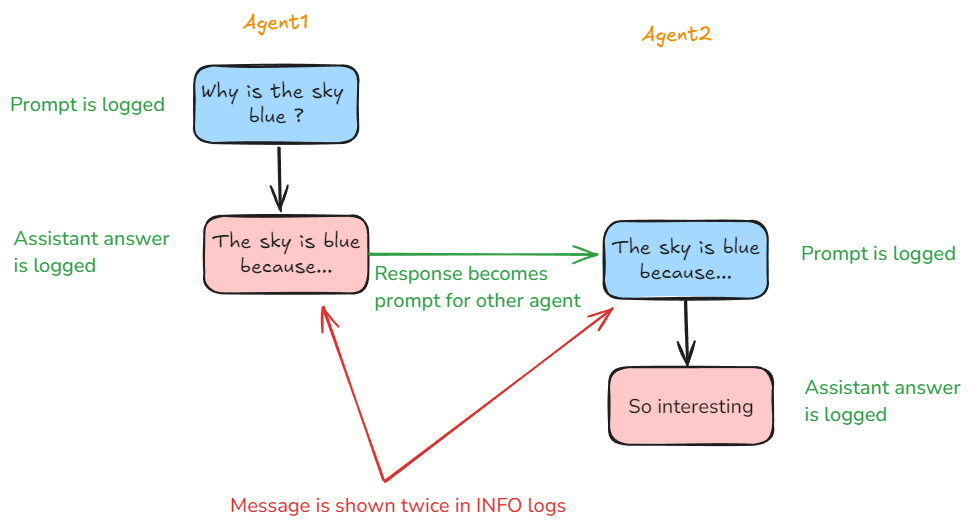 Agent1
Agent2
Why is the sky
blue ?
Prompt is logged
Assistant answer
is logged
The sky is blue
because...
Response becomes
prompt for other agent
The sky is blue
because...
Prompt is logged
So interesting
Assistant answer
is logged
Message is shown twice in INFO logs